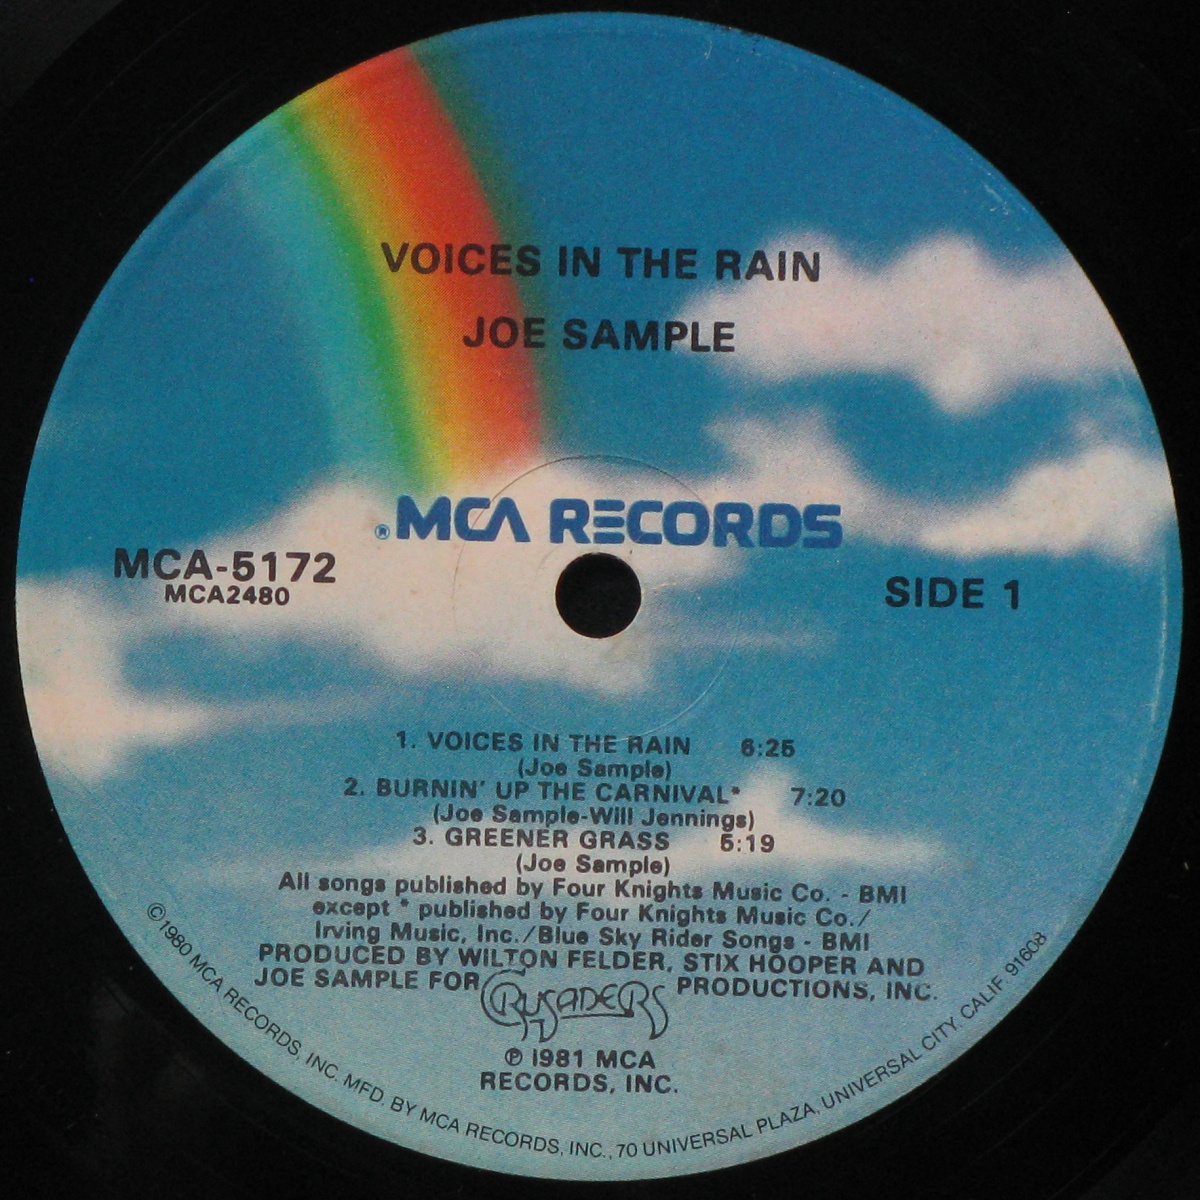 VOICES IN THE RAIN
JOE SAMPLE
® MCA RECORDS
MCA-5172
MCA2480
SIDE 1
1. VOICES IN THE RAIN 6:25
(Joe Sample)
2. BURNIN' UP THE CARNIVAL* 7:20
(Joe Sample-Will Jennings)
3. GREENER GRASS 5:19
(Joe Sample)
All songs published by Four Knights Music Co. - BMI
except * published by Four Knights Music Co./
Irving Music, Inc./Blue Sky Rider Songs - BMI
PRODUCED BY WILTON FELDER, STIX HOOPER AND
JOE SAMPLE FOR CRUSADERS PRODUCTIONS, INC.
℗ 1981 MCA
RECORDS, INC.
©1980 MCA RECORDS, INC. MFD. BY MCA RECORDS, INC., 70 UNIVERSAL PLAZA, UNIVERSAL CITY, CALIF. 91608